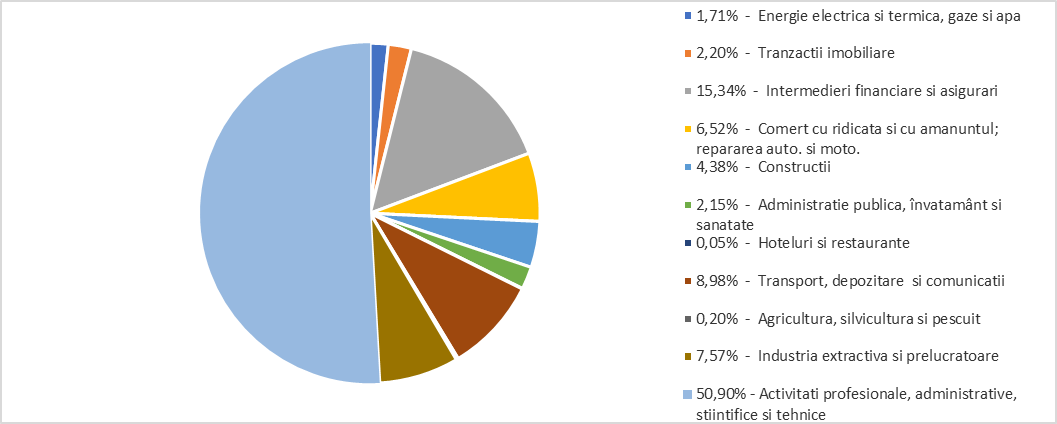 1,71% - Energie electrica si termica, gaze si apa
2,20% - Tranzactii imobiliare
15,34% - Intermedieri financiare si asigurari
6,52% - Comert cu ridicata si cu amanuntul;
repararea auto. si moto.
4,38% - Constructii
2,15% - Administratie publica, învatamânt si
sanatate
0,05% - Hoteluri si restaurante
8,98% - Transport, depozitare si comunicatii
0,20% - Agricultura, silvicultura si pescuit
7,57% - Industria extractiva si prelucratoare
50,90% - Activitati profesionale, administrative,
stiintifice si tehnice